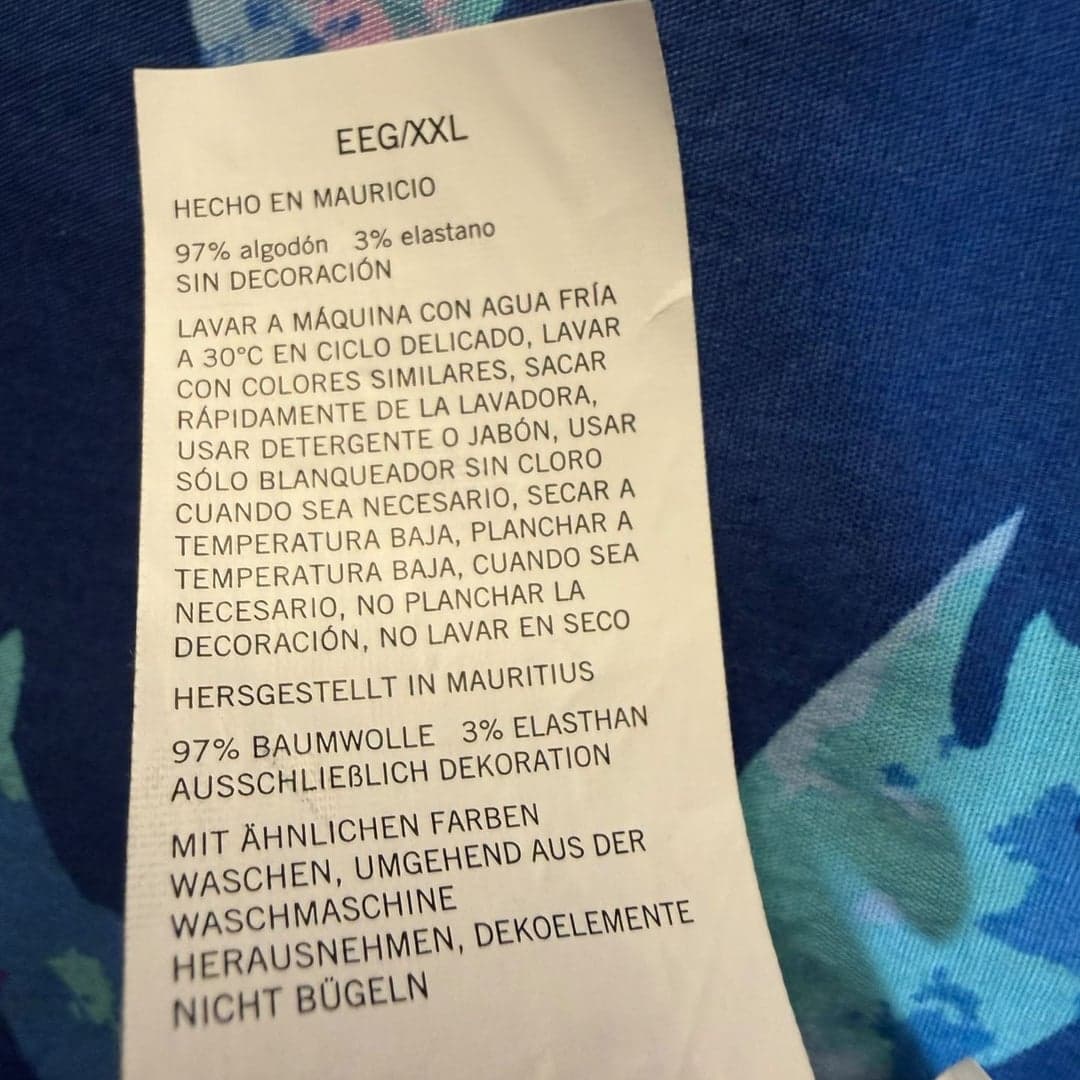 EEG/XXL
HECHO EN MAURICIO
97% algodón 3% elastano
SIN DECORACIÓN
LAVAR A MÁQUINA CON AGUA FRÍA
A 30°C EN CICLO DELICADO, LAVAR
CON COLORES SIMILARES, SACAR
RÁPIDAMENTE DE LA LAVADORA,
USAR DETERGENTE O JABÓN, USAR
SÓLO BLANQUEADOR SIN CLORO
CUANDO SEA NECESARIO, SECAR A
TEMPERATURA BAJA, PLANCHAR A
TEMPERATURA BAJA, CUANDO SEA
NECESARIO, NO PLANCHAR LA
DECORACIÓN, NO LAVAR EN SECO
HERSGESTELLT IN MAURITIUS
97% BAUMWOLLE 3% ELASTHAN
AUSSCHLIEßLICH DEKORATION
MIT ÄHNLICHEN FARBEN
WASCHEN, UMGEHEND AUS DER
WASCHMASCHINE
HERAUSNEHMEN, DEKOELEMENTE
NICHT BÜGELN